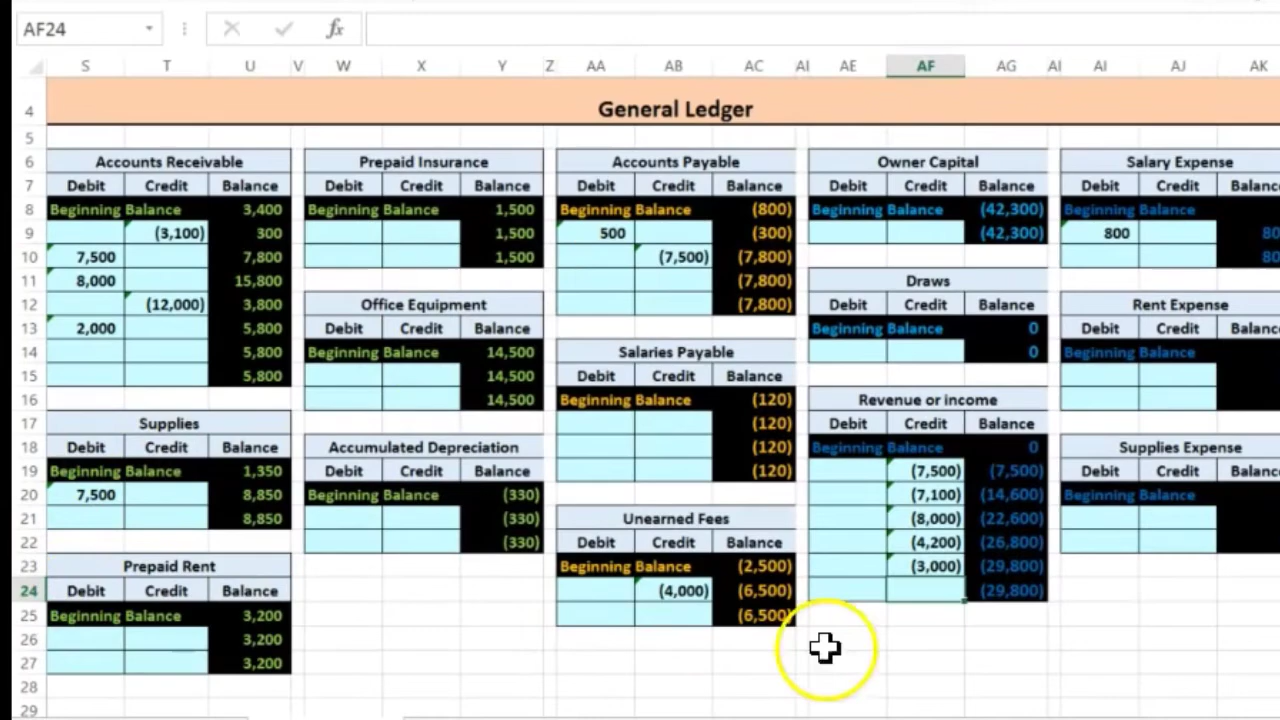 AF24 fx
S T U V W X Y Z AA AB AC AE AF AG AI AJ AK
4 General Ledger
5
6 Accounts Receivable Prepaid Insurance Accounts Payable Owner Capital Salary Expense
7 Debit Credit Balance Debit Credit Balance Debit Credit Balance Debit Credit Balance Debit Credit Balanc
8 Beginning Balance 3,400 Beginning Balance 1,500 Beginning Balance (800) Beginning Balance (42,300) Beginning Balance
9 (3,100) 300 1,500 500 (300) (42,300) 800 80
10 7,500 7,800 1,500 (7,500) (7,800) 80
11 8,000 15,800 (7,800) Draws
12 (12,000) 3,800 Office Equipment (7,800) Debit Credit Balance Rent Expense
13 2,000 5,800 Debit Credit Balance Beginning Balance 0 Debit Credit Balanc
14 5,800 Beginning Balance 14,500 Salaries Payable 0 Beginning Balance
15 5,800 14,500 Debit Credit Balance
16 14,500 Beginning Balance (120) Revenue or income
17 Supplies (120) Debit Credit Balance
18 Debit Credit Balance Accumulated Depreciation (120) Beginning Balance 0 Supplies Expense
19 Beginning Balance 1,350 Debit Credit Balance (120) (7,500) (7,500) Debit Credit Balanc
20 7,500 8,850 Beginning Balance (330) (7,100) (14,600) Beginning Balance
21 8,850 (330) Unearned Fees (8,000) (22,600)
22 (330) Debit Credit Balance (4,200) (26,800)
23 Prepaid Rent Beginning Balance (2,500) (3,000) (29,800)
24 Debit Credit Balance (4,000) (6,500) (29,800)
25 Beginning Balance 3,200 (6,500)
26 3,200
27 3,200
28
29